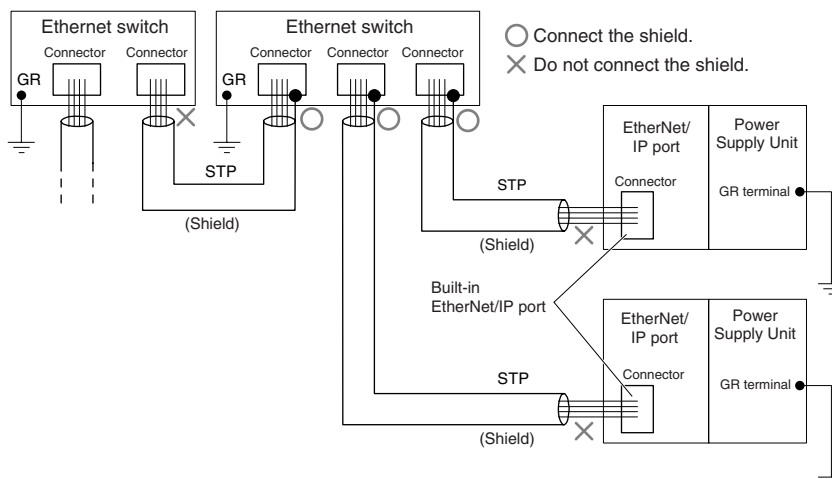 Ethernet switch
Connector Connector
GR
Ethernet switch
Connector Connector Connector
GR
Connect the shield.
Do not connect the shield.
STP
(Shield)
EtherNet/
IP port
Connector
Power
Supply Unit
GR terminal
STP
(Shield)
Built-in
EtherNet/IP port
EtherNet/
IP port
Connector
Power
Supply Unit
GR terminal
STP
(Shield)